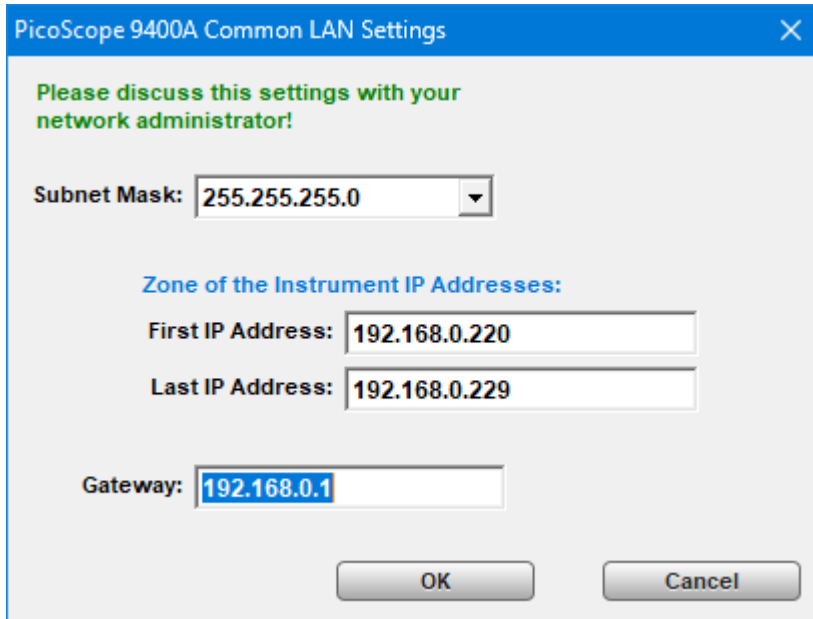 PicoScope 9400A Common LAN Settings
Please discuss this settings with your
network administrator!
Subnet Mask: 255.255.255.0
Zone of the Instrument IP Addresses:
First IP Address: 192.168.0.220
Last IP Address: 192.168.0.229
Gateway: 192.168.0.1
OK Cancel